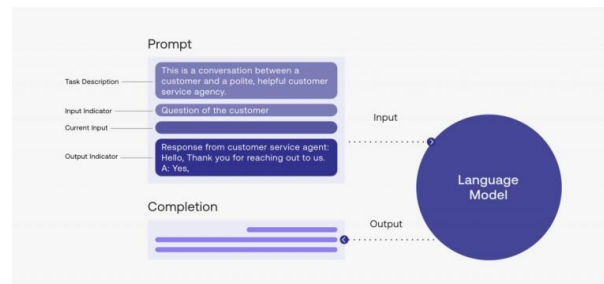 Prompt
Task Description
This is a conversation between a
customer and a polite, helpful customer
service agency.
Input Indicator
Question of the customer
Current Input
Output Indicator
Response from customer service agent:
Hello, Thank you for reaching out to us.
A: Yes,
Input
Language
Model
Completion
Output